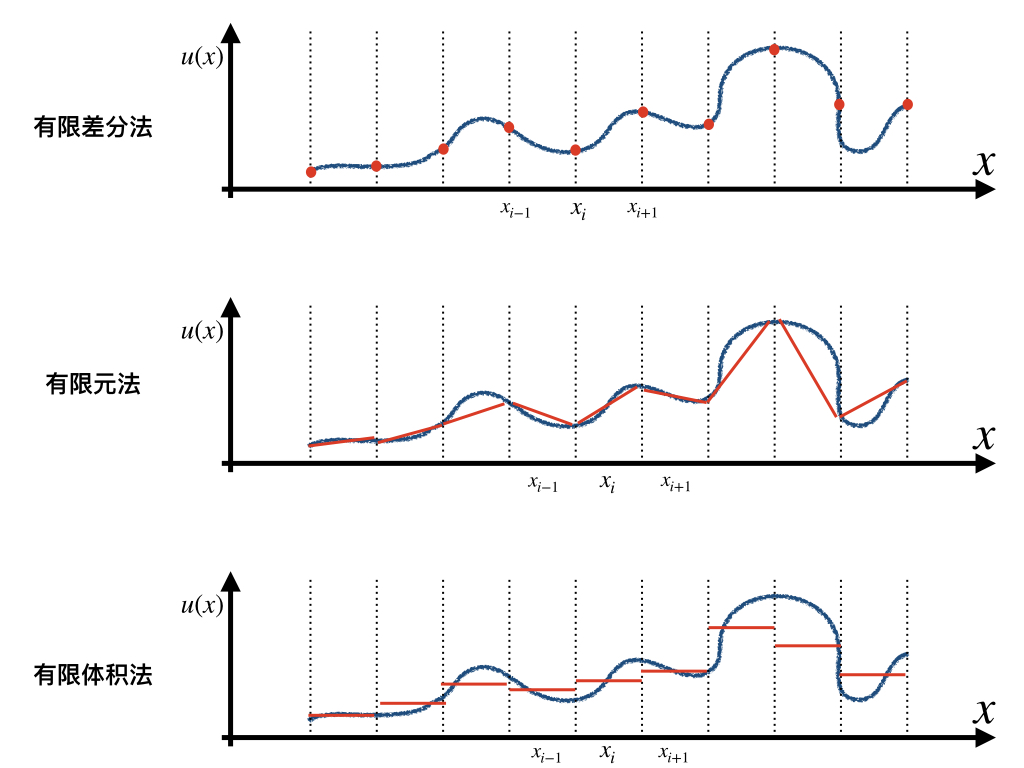 u(x)
有限差分法
x
x_{i−1} x_i x_{i+1}
u(x)
有限元法
x
x_{i−1} x_i x_{i+1}
u(x)
有限体积法
x
x_{i−1} x_i x_{i+1}